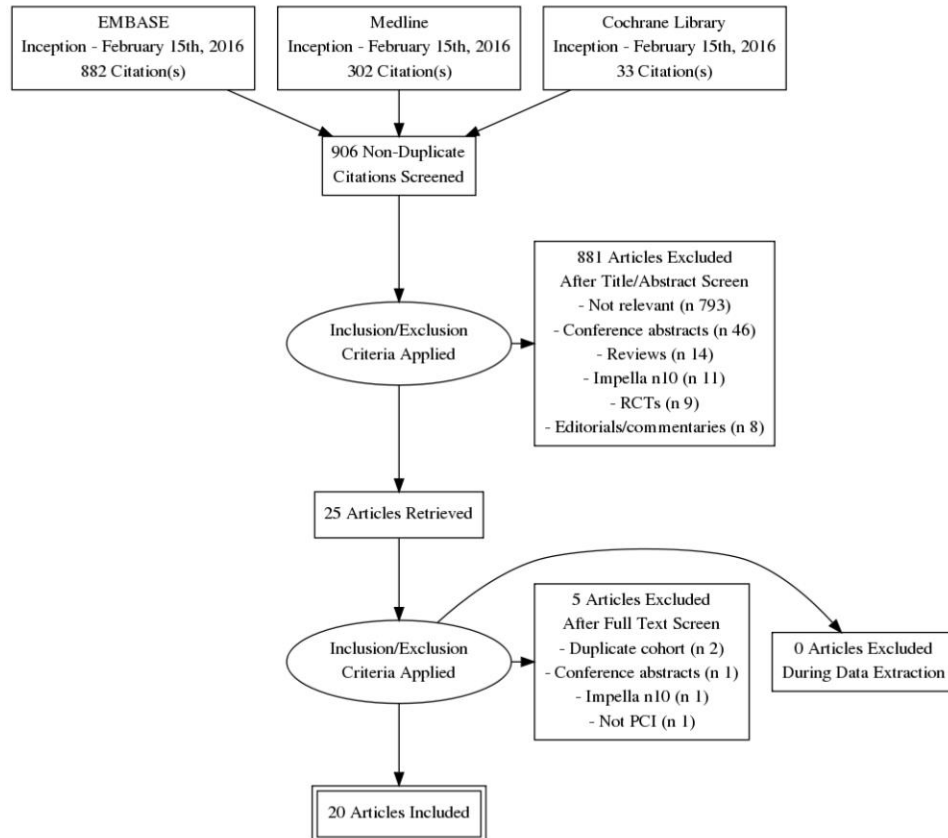 EMBASE
Inception - February 15th, 2016
882 Citation(s)
Medline
Inception - February 15th, 2016
302 Citation(s)
Cochrane Library
Inception - February 15th, 2016
33 Citation(s)
906 Non-Duplicate
Citations Screened
Inclusion/Exclusion
Criteria Applied
881 Articles Excluded
After Title/Abstract Screen
- Not relevant (n 793)
- Conference abstracts (n 46)
- Reviews (n 14)
- Impella n10 (n 11)
- RCTs (n 9)
- Editorials/commentaries (n 8)
25 Articles Retrieved
Inclusion/Exclusion
Criteria Applied
5 Articles Excluded
After Full Text Screen
- Duplicate cohort (n 2)
- Conference abstracts (n 1)
- Impella n10 (n 1)
- Not PCI (n 1)
0 Articles Excluded
During Data Extraction
20 Articles Included